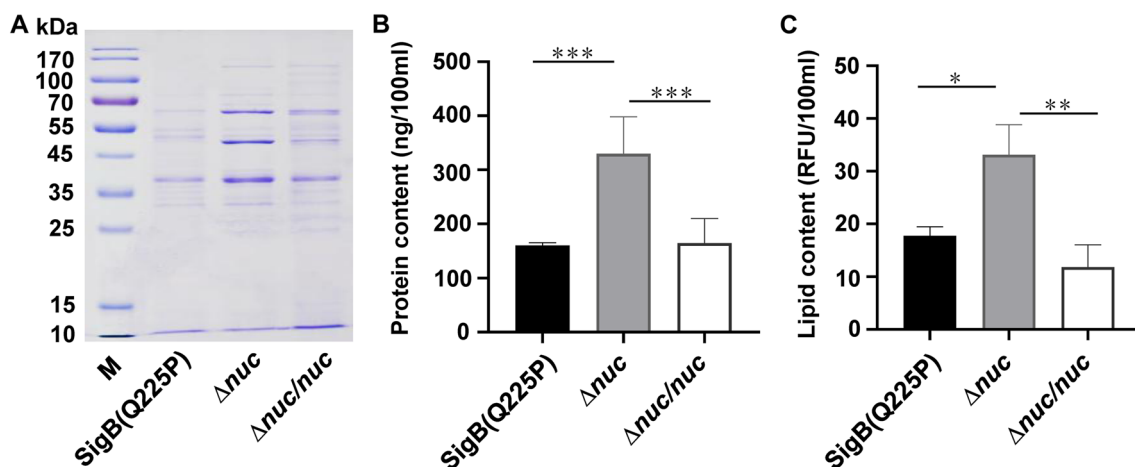 A
kDa
170
100
70
55
45
35
25
15
10
M
SigB(Q225P)
Δnuc
Δnuc/nuc
B
Protein content (ng/100ml)
500
400
300
200
100
0
***
***
SigB(Q225P)
Δnuc
Δnuc/nuc
C
Lipid content (RFU/100ml)
50
40
30
20
10
0
*
**
SigB(Q225P)
Δnuc
Δnuc/nuc